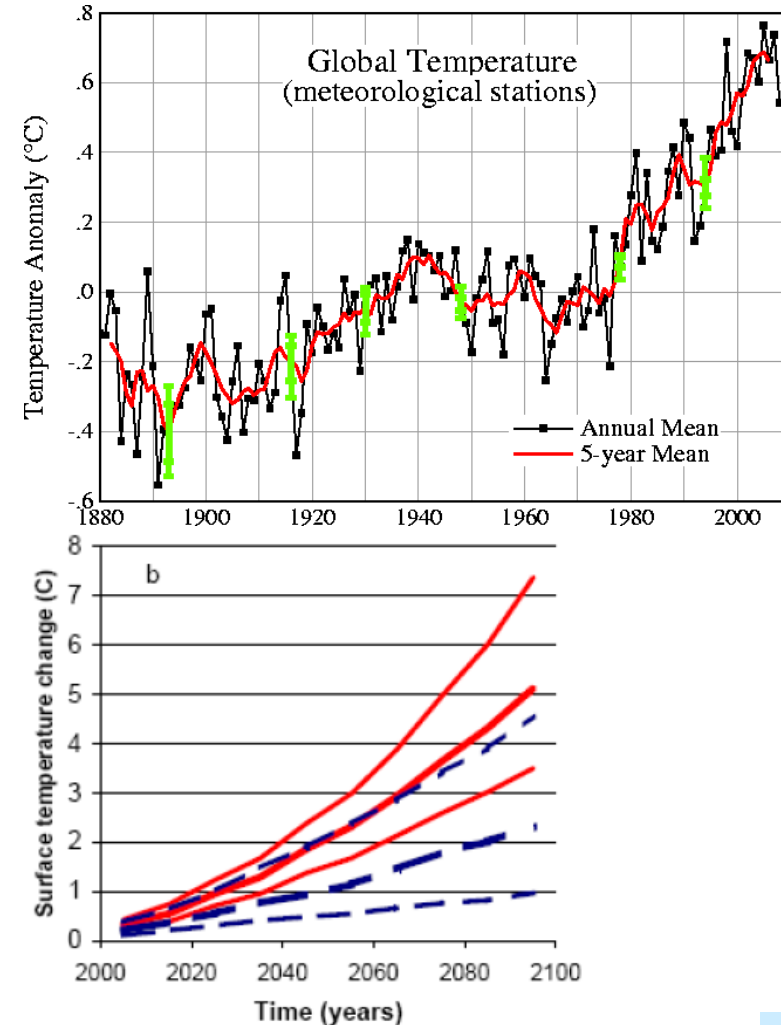 .8
.6
.4
.2
.0
-.2
-.4
-.6
Temperature Anomaly (°C)
Global Temperature
(meteorological stations)
Annual Mean
5-year Mean
1880 1900 1920 1940 1960 1980 2000
8
7
6
5
4
3
2
1
0
Surface temperature change (C)
b
2000 2020 2040 2060 2080 2100
Time (years)